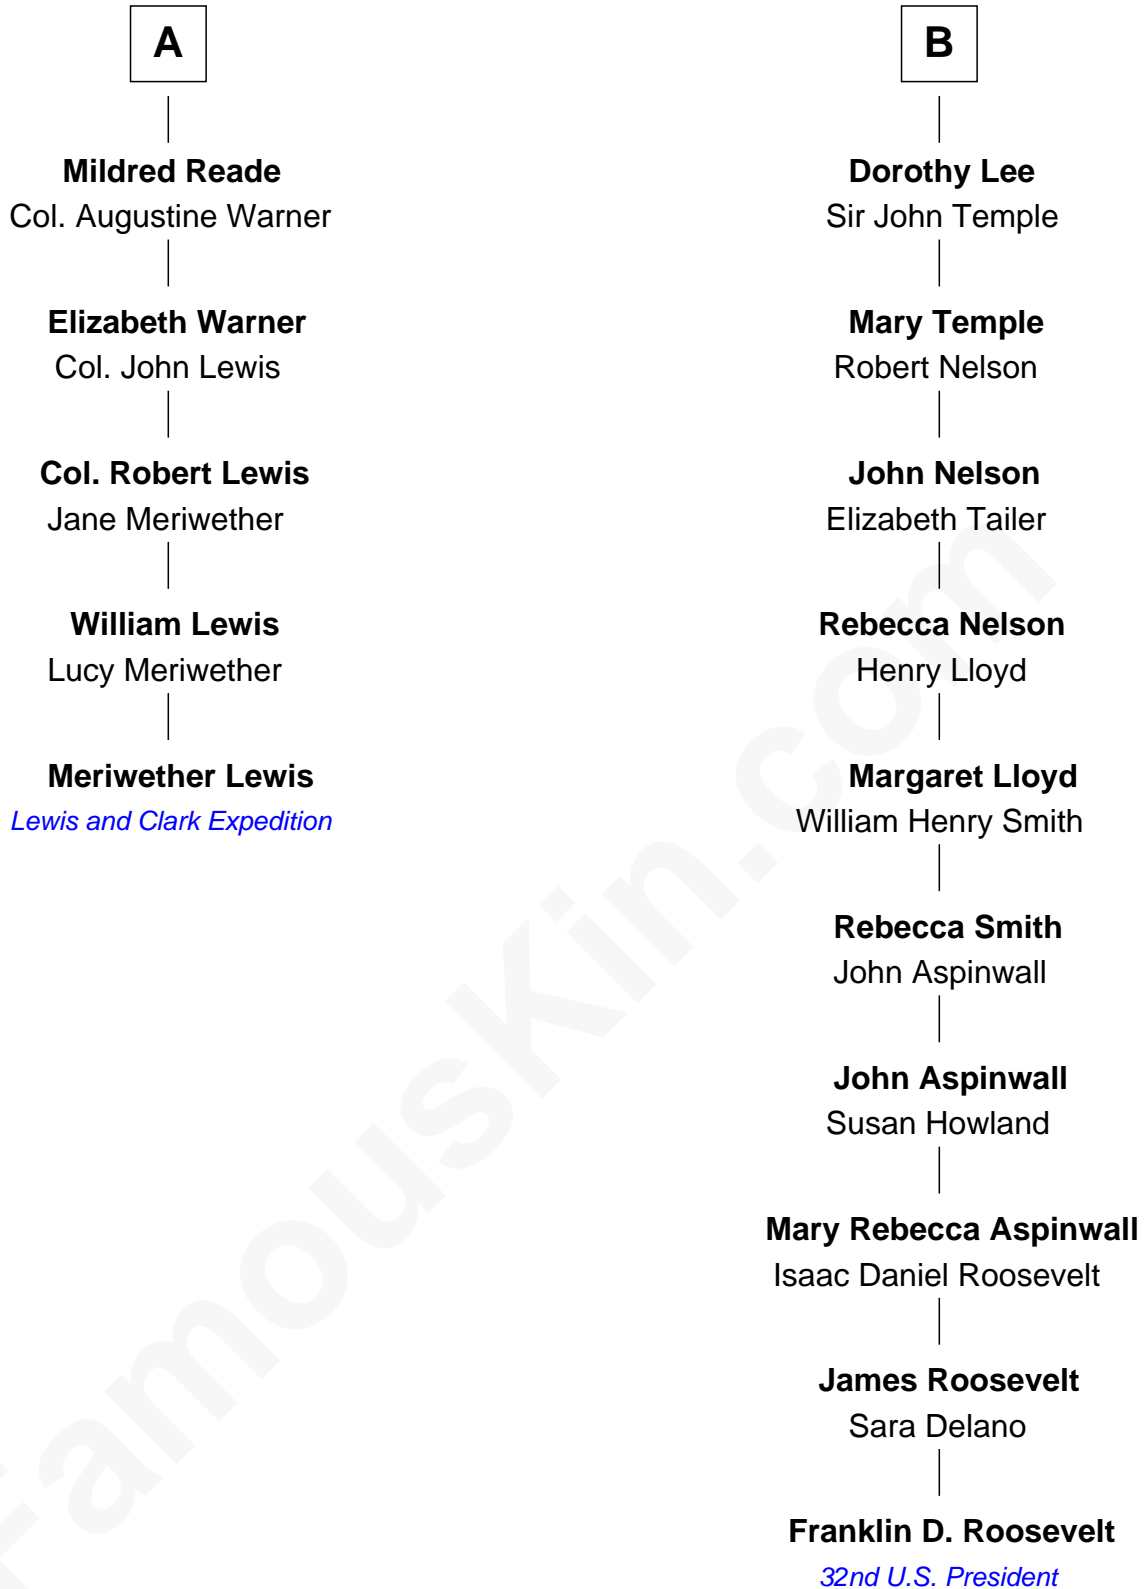 A
Mildred Reade
Col. Augustine Warner
Elizabeth Warner
Col. John Lewis
Col. Robert Lewis
Jane Meriwether
William Lewis
Lucy Meriwether
Meriwether Lewis
Lewis and Clark Expedition
B
Dorothy Lee
Sir John Temple
Mary Temple
Robert Nelson
John Nelson
Elizabeth Tailer
Rebecca Nelson
Henry Lloyd
Margaret Lloyd
William Henry Smith
Rebecca Smith
John Aspinwall
John Aspinwall
Susan Howland
Mary Rebecca Aspinwall
Isaac Daniel Roosevelt
James Roosevelt
Sara Delano
Franklin D. Roosevelt
32nd U.S. President
FamousKin.com